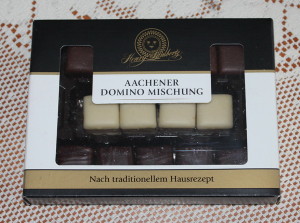 AACHENER
DOMINO MISCHUNG
Nach traditionellem Hausrezept